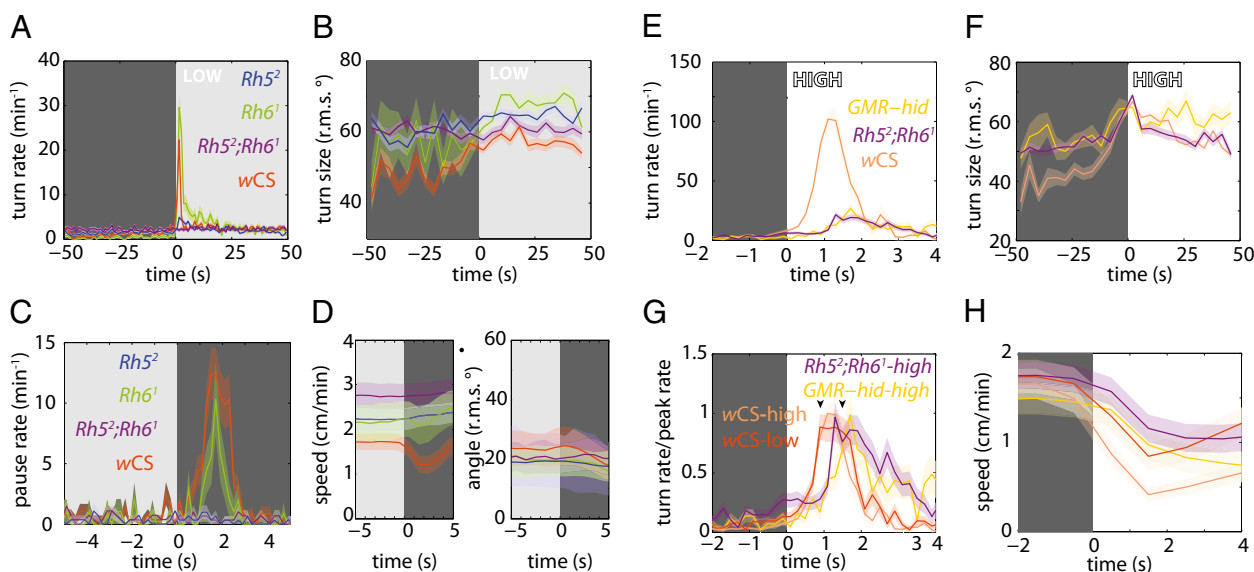 A
turn rate (min⁻¹)
40
30
20
10
0
LOW
Rh5²
Rh6¹
Rh5²;Rh6¹
wCS
−50
−25
0
25
50
time (s)
B
turn size (r.m.s. °)
80
60
40
LOW
−50
−25
0
25
50
time (s)
E
turn rate (min⁻¹)
150
100
50
0
HIGH
GMR−hid
Rh5²;Rh6¹
wCS
−2
−1
0
1
2
3
4
time (s)
F
turn size (r.m.s. °)
80
60
40
20
HIGH
−50
−25
0
25
50
time (s)
C
pause rate (min⁻¹)
15
10
5
0
Rh5²
Rh6¹
Rh5²;Rh6¹
wCS
−4
−2
0
2
4
time (s)
D
speed (cm/min)
4
3
2
1
0
−5
0
5
time (s)
angle (r.m.s. °)
60
40
20
0
−5
0
5
time (s)
G
turn rate/peak rate
1.5
1
0.5
0
Rh5²;Rh6¹-high
GMR−hid-high
wCS-high
wCS-low
−2
−1
0
1
2
3
4
time (s)
H
speed (cm/min)
2
1
0
−2
0
2
4
time (s)